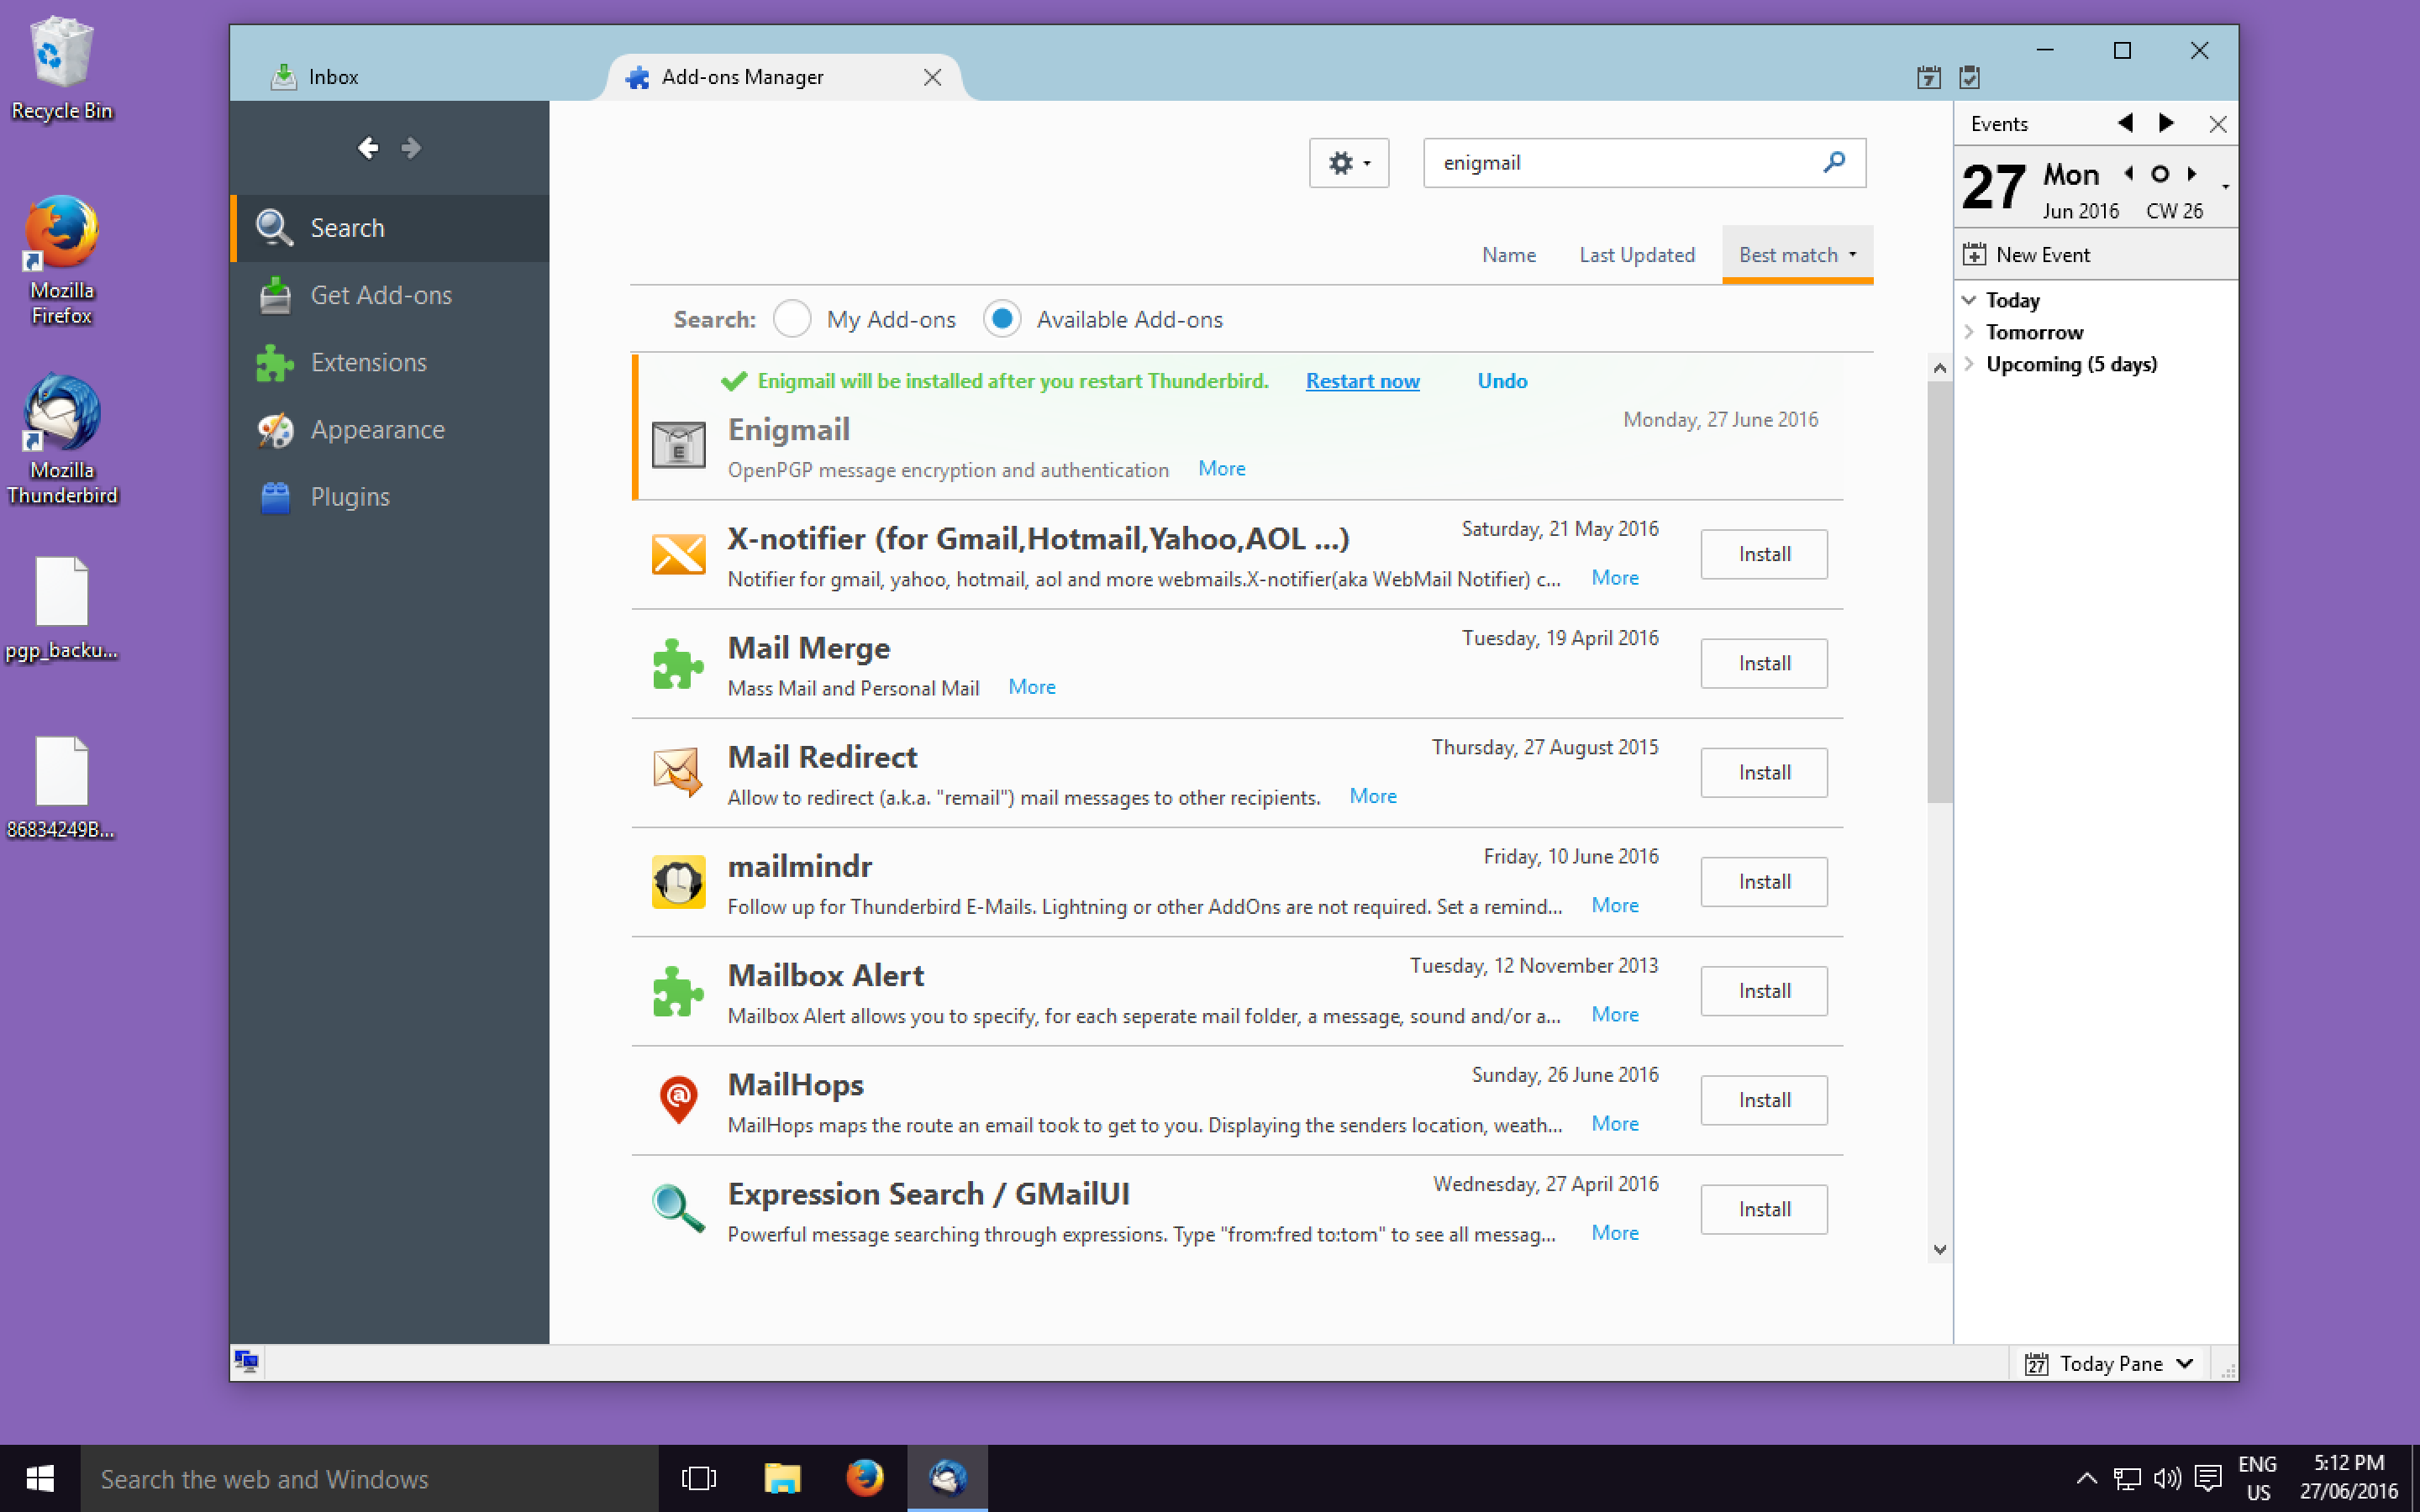 Recycle Bin
Mozilla
Firefox
Mozilla
Thunderbird
pgp_backu...
86834249B...
Inbox
Add-ons Manager
7
Search
Get Add-ons
Extensions
Appearance
Plugins
enigmail
Name
Last Updated
Best match
Search:
My Add-ons
Available Add-ons
Enigmail will be installed after you restart Thunderbird. Restart now Undo
Enigmail
Monday, 27 June 2016
E
OpenPGP message encryption and authentication More
X-notifier (for Gmail,Hotmail,Yahoo,AOL ...)
Saturday, 21 May 2016
Install
Notifier for gmail, yahoo, hotmail, aol and more webmails.X-notifier(aka WebMail Notifier) c... More
Mail Merge
Tuesday, 19 April 2016
Install
Mass Mail and Personal Mail More
Mail Redirect
Thursday, 27 August 2015
Install
Allow to redirect (a.k.a. "remail") mail messages to other recipients. More
mailmindr
Friday, 10 June 2016
Install
Follow up for Thunderbird E-Mails. Lightning or other AddOns are not required. Set a remind... More
Mailbox Alert
Tuesday, 12 November 2013
Install
Mailbox Alert allows you to specify, for each seperate mail folder, a message, sound and/or a... More
MailHops
Sunday, 26 June 2016
Install
MailHops maps the route an email took to get to you. Displaying the senders location, weath... More
Expression Search / GMailUI
Wednesday, 27 April 2016
Install
Powerful message searching through expressions. Type "from:fred to:tom" to see all messag... More
Events
27
Mon
Jun 2016 CW 26
New Event
Today
Tomorrow
Upcoming (5 days)
27 Today Pane
Search the web and Windows
ENG
US
5:12 PM
27/06/2016